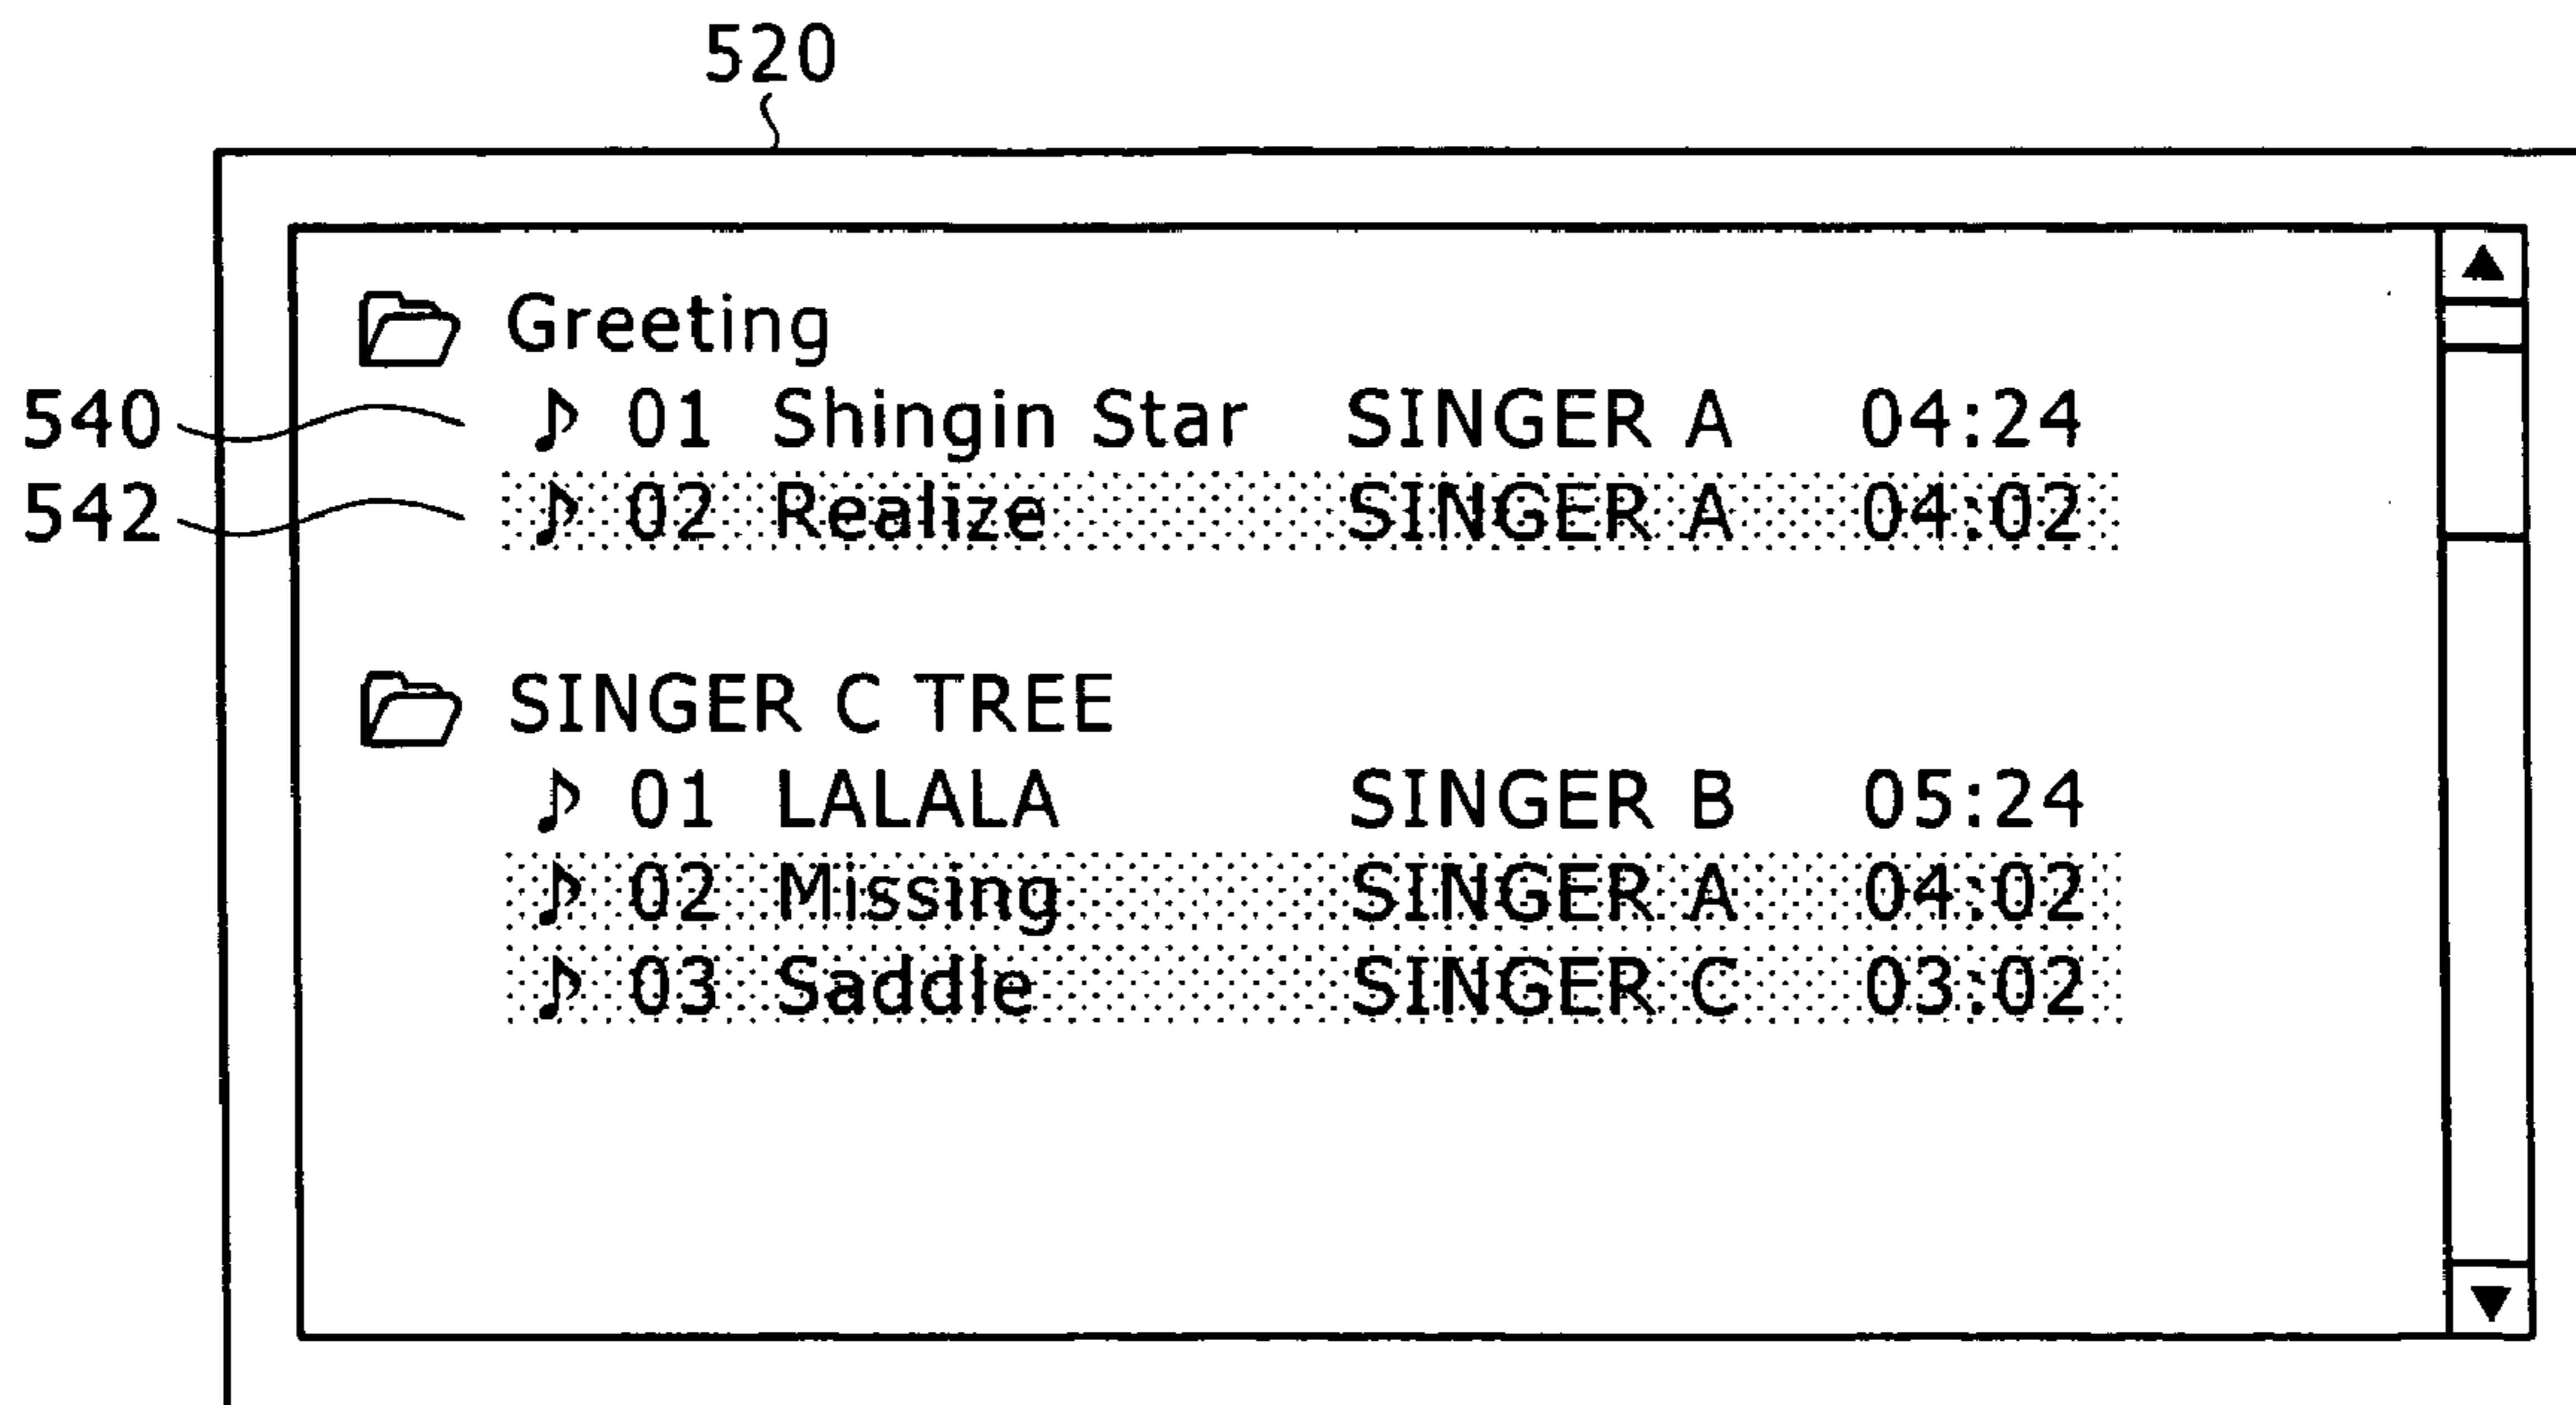 520
Greeting
540 ♪ 01 Shingin Star SINGER A 04:24
542 ♪ 02 Realize SINGER A 04:02
SINGER C TREE
♪ 01 LALALA SINGER B 05:24
♪ 02 Missing SINGER A 04:02
♪ 03 Saddle SINGER C 03:02